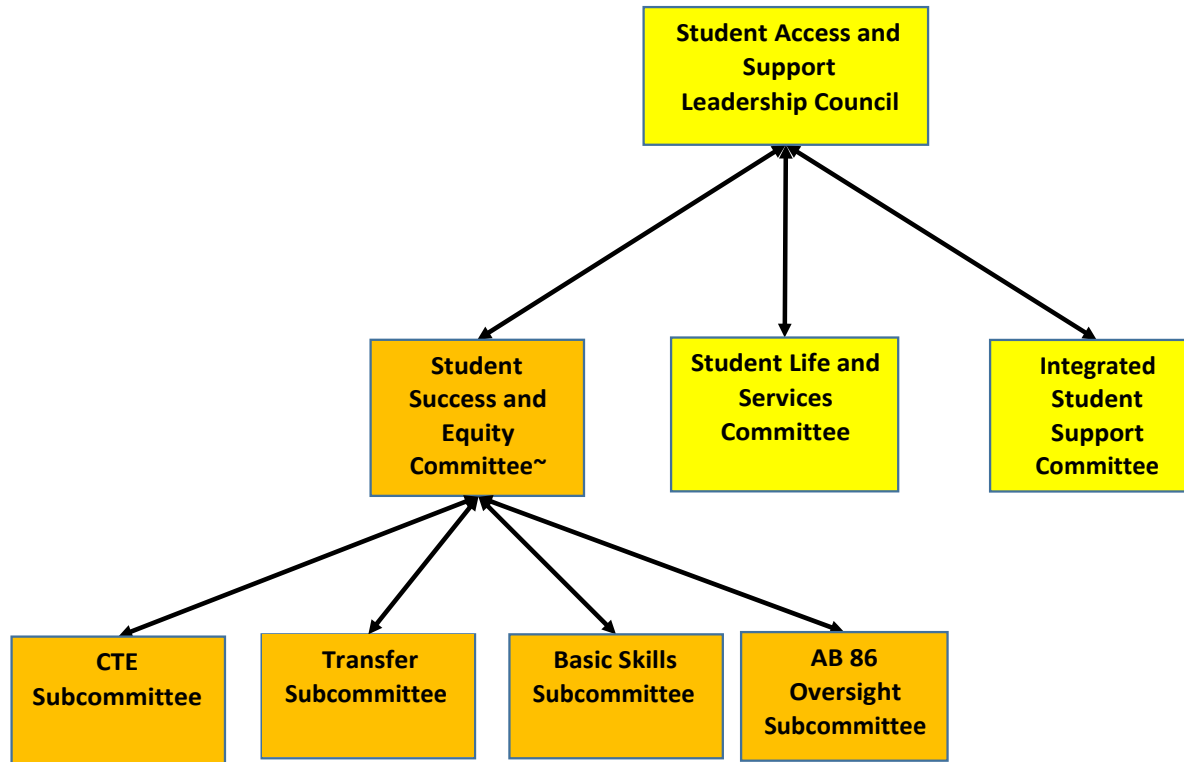 Student Access and
Support
Leadership Council
Student
Success and
Equity
Committee~
Student Life and
Services
Committee
Integrated
Student
Support
Committee
CTE
Subcommittee
Transfer
Subcommittee
Basic Skills
Subcommittee
AB 86
Oversight
Subcommittee